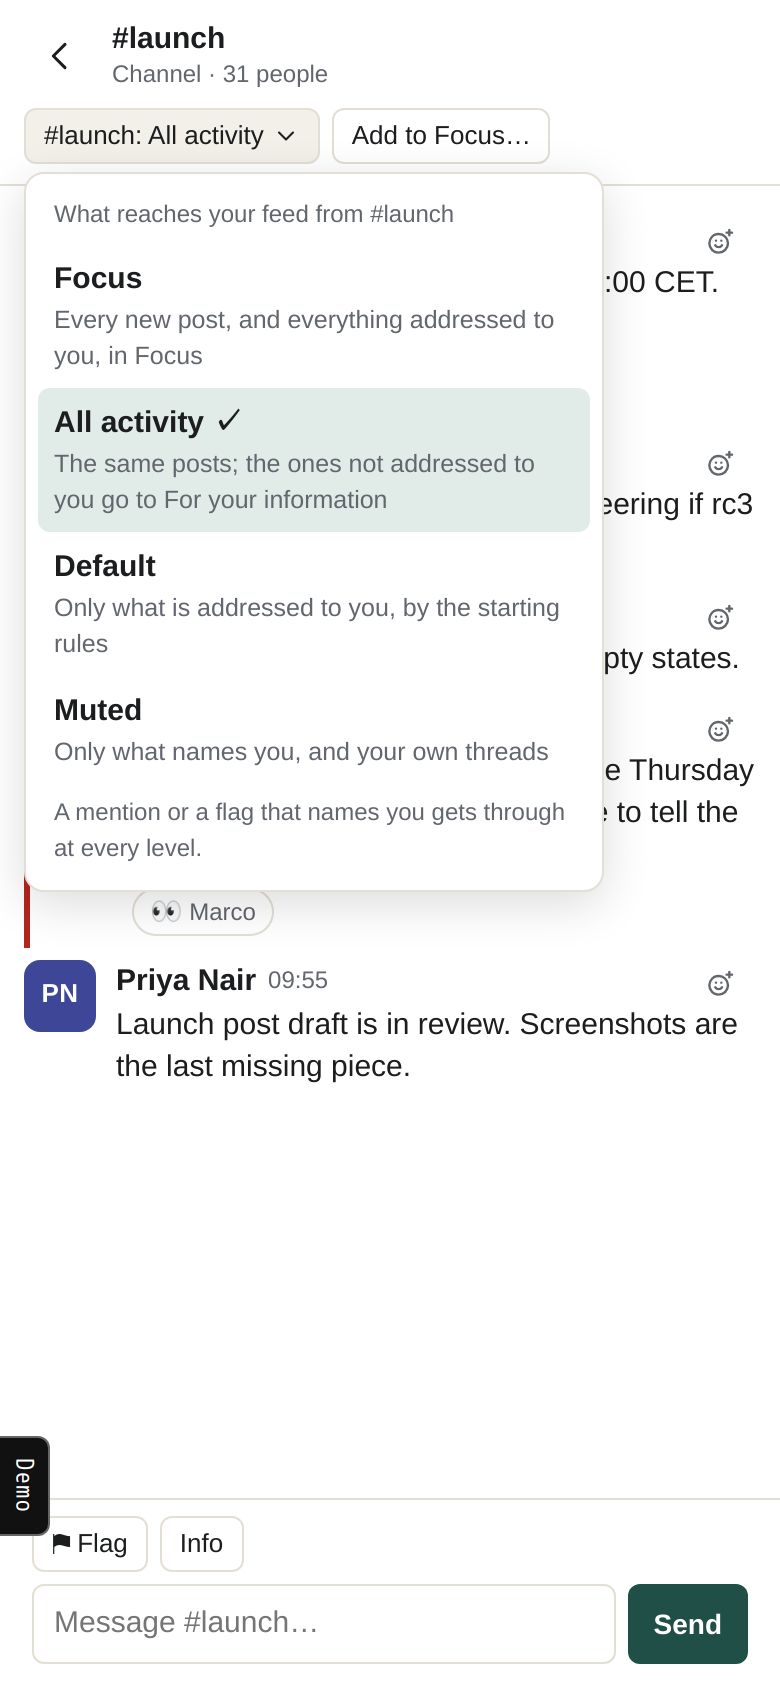 #launch
Channel · 31 people
#launch: All activity
Add to Focus…
What reaches your feed from #launch
Focus
Every new post, and everything addressed to
you, in Focus
All activity ✓
The same posts; the ones not addressed to
you go to For your information
Default
Only what is addressed to you, by the starting
rules
Muted
Only what names you, and your own threads
A mention or a flag that names you gets through
at every level.
:00 CET.
if rc3
states.
Thursday
to tell the
👀 Marco
PN
Priya Nair 09:55
Launch post draft is in review. Screenshots are
the last missing piece.
Demo
Flag
Info
Message #launch…
Send